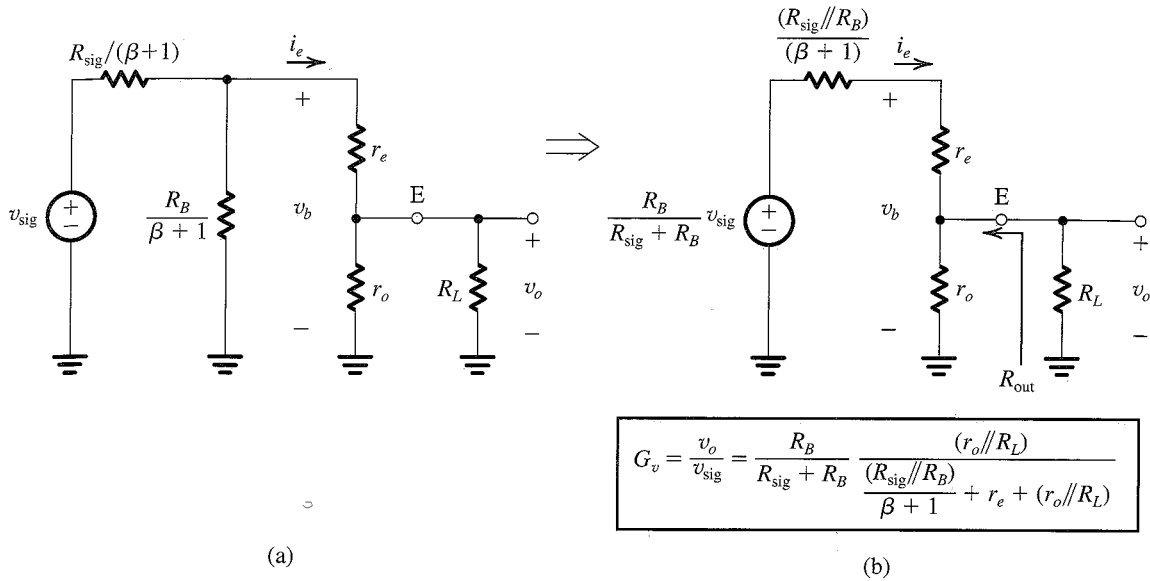 R_sig/(β+1)
i_e
+
v_sig
+
−
R_B
β + 1
v_b
r_e
E
r_o
R_L
+
v_o
−
−
(a)
⇒
(R_sig//R_B)
(β + 1)
i_e
+
R_B
R_sig + R_B
v_sig
+
−
v_b
r_e
E
r_o
R_L
+
v_o
−
−
R_out
G_v = v_o/v_sig = R_B/(R_sig + R_B) (r_o//R_L)/((R_sig//R_B)/(β + 1) + r_e + (r_o//R_L))
(b)